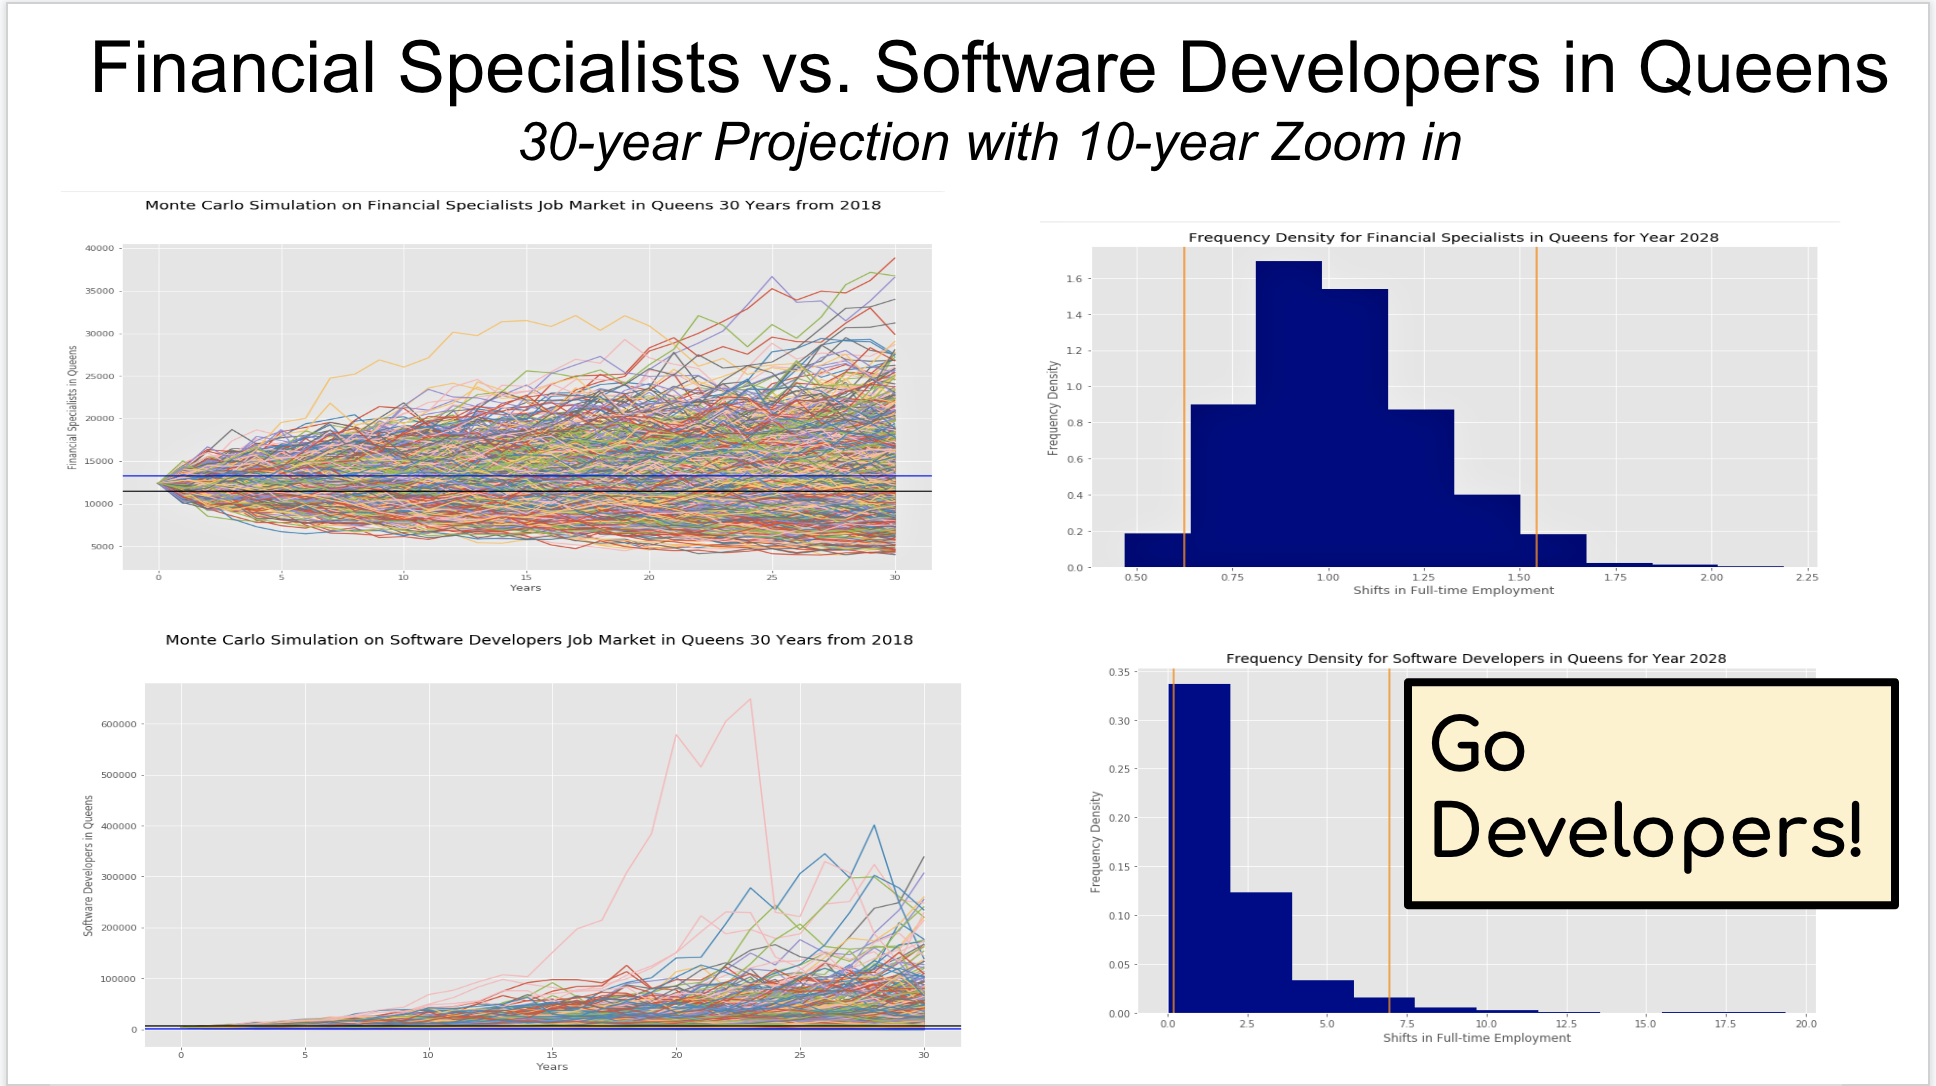 Financial Specialists vs. Software Developers in Queens
30-year Projection with 10-year Zoom in
Monte Carlo Simulation on Financial Specialists Job Market in Queens 30 Years from 2018
Financial Specialists in Queens
40000
35000
30000
25000
20000
15000
10000
5000
0 5 10 15 20 25 30
Years
Frequency Density for Financial Specialists in Queens for Year 2028
Frequency Density
1.6
1.4
1.2
1.0
0.8
0.6
0.4
0.2
0.0
0.50 0.75 1.00 1.25 1.50 1.75 2.00 2.25
Shifts in Full-time Employment
Monte Carlo Simulation on Software Developers Job Market in Queens 30 Years from 2018
Software Developers in Queens
600000
500000
400000
300000
200000
100000
0
0 5 10 15 20 25 30
Years
Frequency Density for Software Developers in Queens for Year 2028
Frequency Density
0.35
0.30
0.25
0.20
0.15
0.10
0.05
0.00
0.0 2.5 5.0 7.5 10.0 12.5 15.0 17.5 20.0
Shifts in Full-time Employment
Go
Developers!